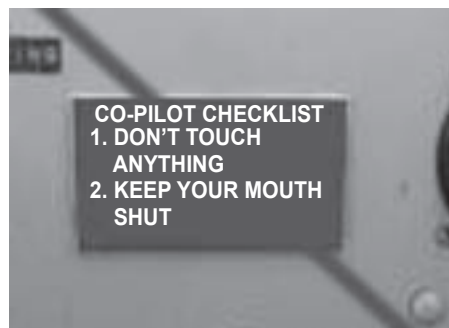 CO-PILOT CHECKLIST
1. DON'T TOUCH
ANYTHING
2. KEEP YOUR MOUTH
SHUT